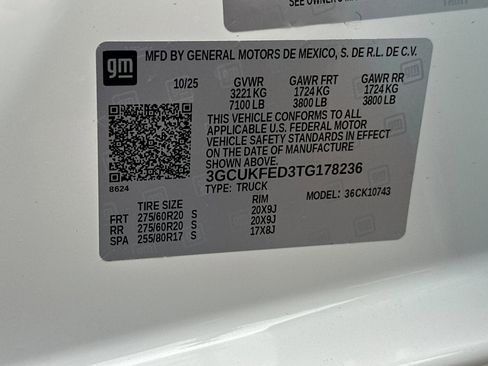 SEE OWNER'S
gm
MFD BY GENERAL MOTORS DE MEXICO, S. DE R.L. DE C.V.
10/25 GVWR GAWR FRT GAWR RR
3221 KG 1724 KG 1724 KG
7100 LB 3800 LB 3800 LB
THIS VEHICLE CONFORMS TO ALL
APPLICABLE U.S. FEDERAL MOTOR
VEHICLE SAFETY STANDARDS IN EFFECT
ON THE DATE OF MANUFACTURE SHOWN ABOVE.
3GCUKFED3TG178236
TYPE: TRUCK MODEL: 36CK10743
8624
TIRE SIZE RIM
FRT 275/60R20 S 20X9J
RR 275/60R20 S 20X9J
SPA 255/80R17 S 17X8J